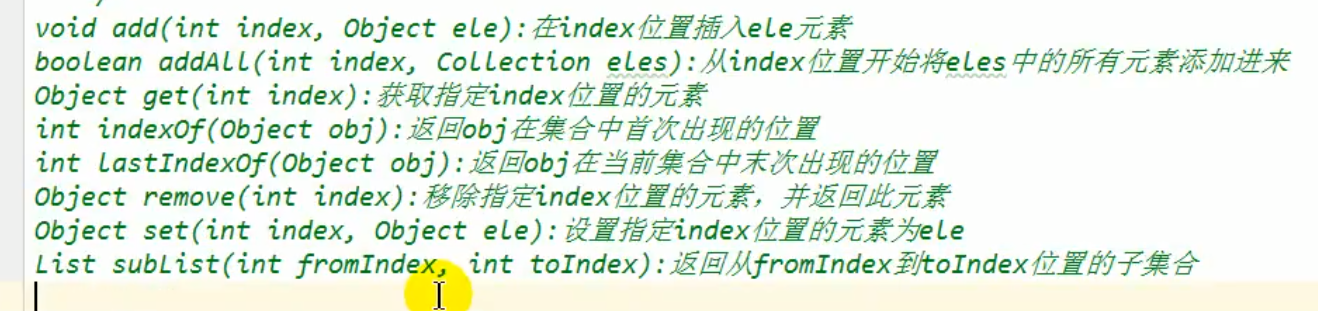 void add(int index, Object ele):在index位置插入ele元素
boolean addAll(int index, Collection eles):从index位置开始将eles中的所有元素添加进来
Object get(int index):获取指定index位置的元素
int indexOf(Object obj):返回obj在集合中首次出现的位置
int lastIndexOf(Object obj):返回obj在当前集合中末次出现的位置
Object remove(int index):移除指定index位置的元素，并返回此元素
Object set(int index, Object ele):设置指定index位置的元素为ele
List subList(int fromIndex, int toIndex):返回从fromIndex到toIndex位置的子集合